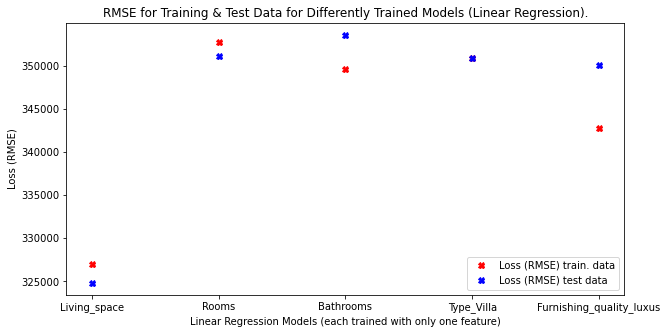 RMSE for Training & Test Data for Differently Trained Models (Linear Regression).
350000
345000
340000
335000
330000
325000
Loss (RMSE)
Loss (RMSE) train. data
Loss (RMSE) test data
Living_space Rooms Bathrooms Type_Villa Furnishing_quality_luxus
Linear Regression Models (each trained with only one feature)